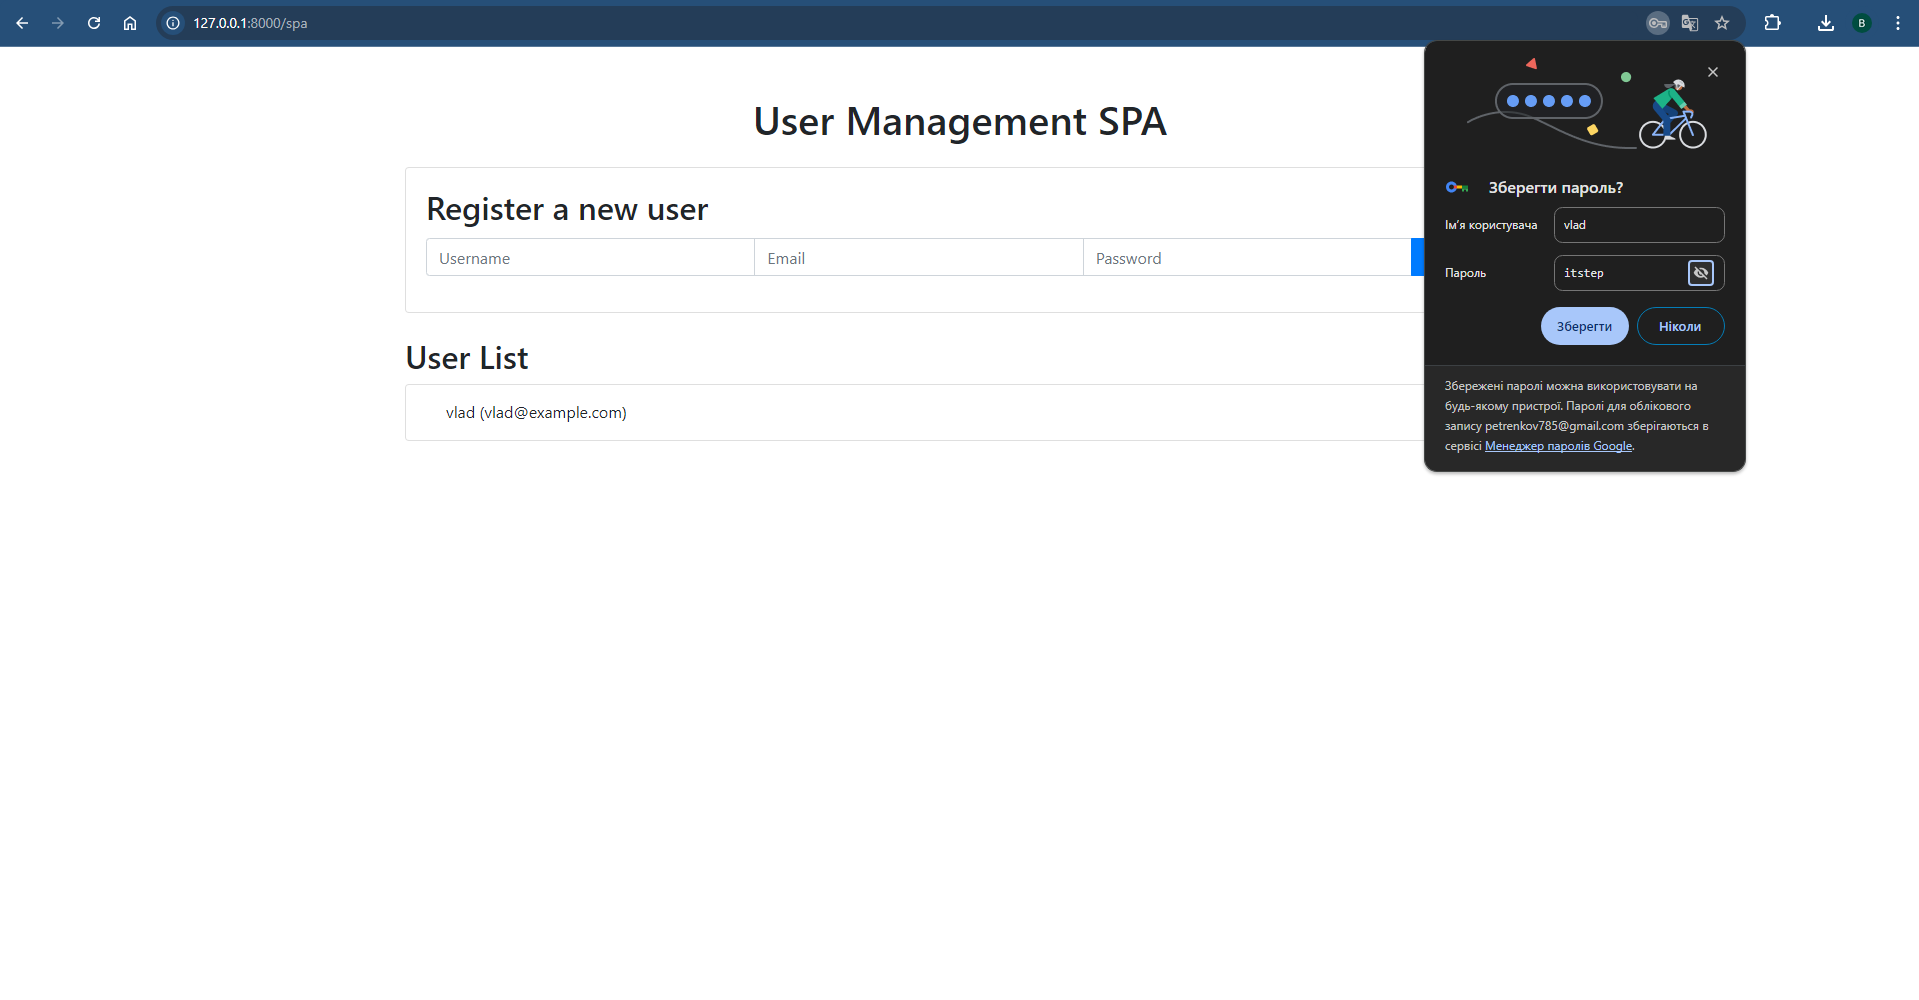 127.0.0.1:8000/spa
B
User Management SPA
Register a new user
Username
Email
Password
User List
vlad (vlad@example.com)
Зберегти пароль?
Ім'я користувача
vlad
Пароль
itstep
Зберегти
Ніколи
Збережені паролі можна використовувати на
будь-якому пристрої. Паролі для облікового
запису petrenkov785@gmail.com зберігаються в
сервісі Менеджер паролів Google.